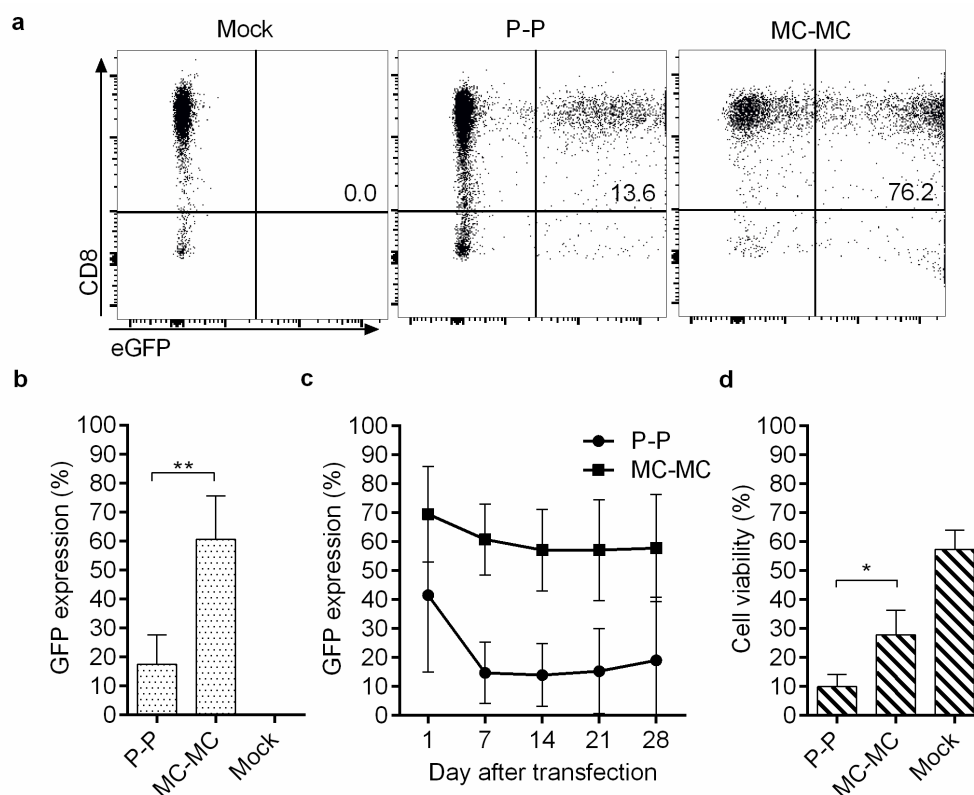 a
Mock
P-P
MC-MC
0.0
13.6
76.2
CD8
eGFP
b
c
d
GFP expression (%)
100
90
80
70
60
50
40
30
20
10
0
**
P-P
MC-MC
Mock
GFP expression (%)
100
90
80
70
60
50
40
30
20
10
0
P-P
MC-MC
1 7 14 21 28
Day after transfection
Cell viability (%)
100
90
80
70
60
50
40
30
20
10
0
*
P-P
MC-MC
Mock